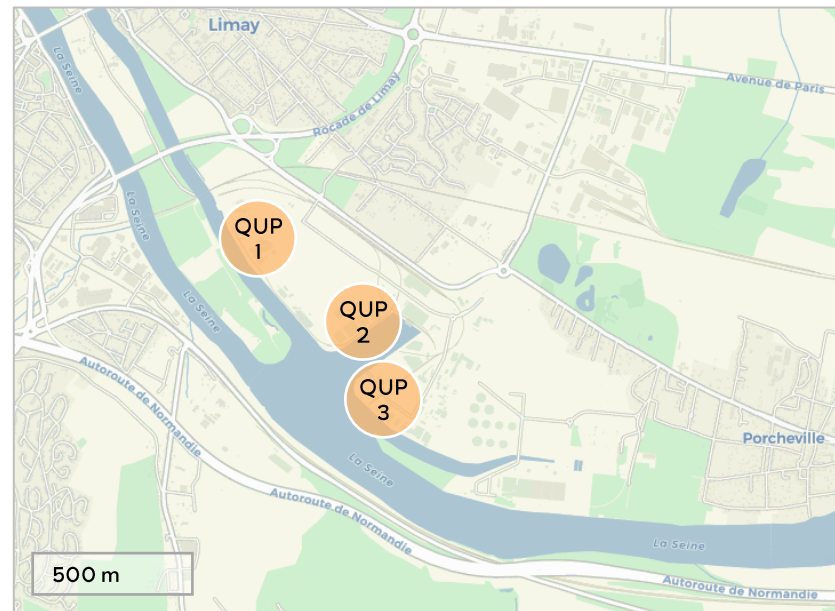 Limay
La Seine
Avenue de Paris
Rocade de Limay
La Seine
QUP
1
La Seine
QUP
2
Autoroute de Normandie
QUP
3
Porcheville
La Seine
Autoroute de Normandie
La Seine
500 m
Autoroute de Normandie